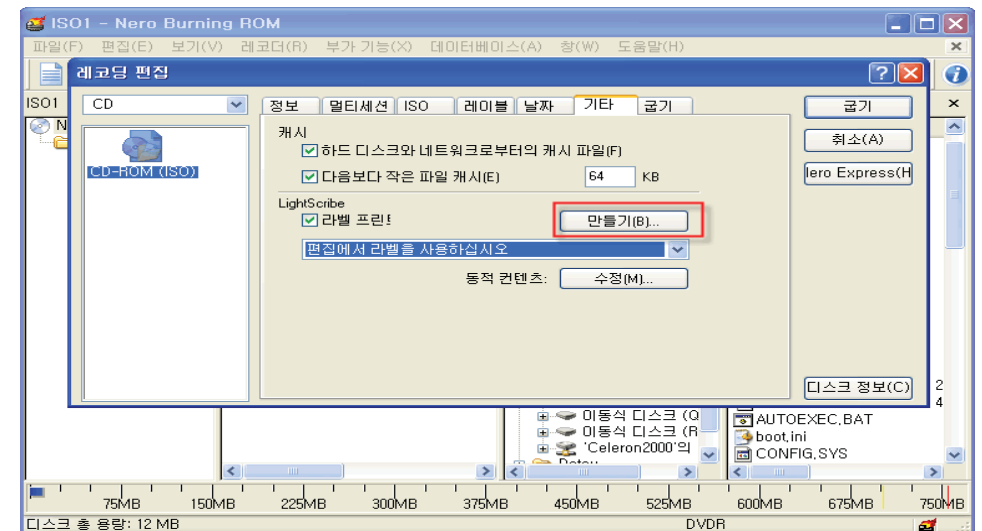 ISO1 - Nero Burning ROM
파일(F) 편집(E) 보기(V) 레코더(R) 부가 기능(X) 데이터베이스(A) 창(W) 도움말(H)
레코딩 편집
ISO1 CD 정보 멀티세션 ISO 레이블 날짜 기타 굽기 굽기
N 캐시
하드 디스크와 네트워크로부터의 캐시 파일(F) 취소(A)
CD-ROM (ISO) 다음보다 작은 파일 캐시(E) 64 KB lero Express(H
LightScribe
라벨 프린트 만들기(B)...
편집에서 라벨을 사용하십시오
동적 컨텐츠: 수정(M)...
디스크 정보(C) 2
4
이동식 디스크 (Q AUTOEXEC.BAT
이동식 디스크 (R boot.ini
'Celeron2000'의 CONFIG.SYS
75MB 150MB 225MB 300MB 375MB 450MB 525MB 600MB 675MB 750MB
디스크 총 용량: 12 MB DVDR